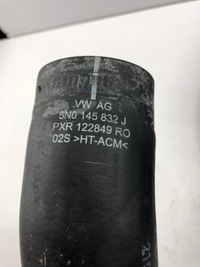 VW AG
5N0 145 832 J
PXR 122849 RO
02S >HT-ACM<